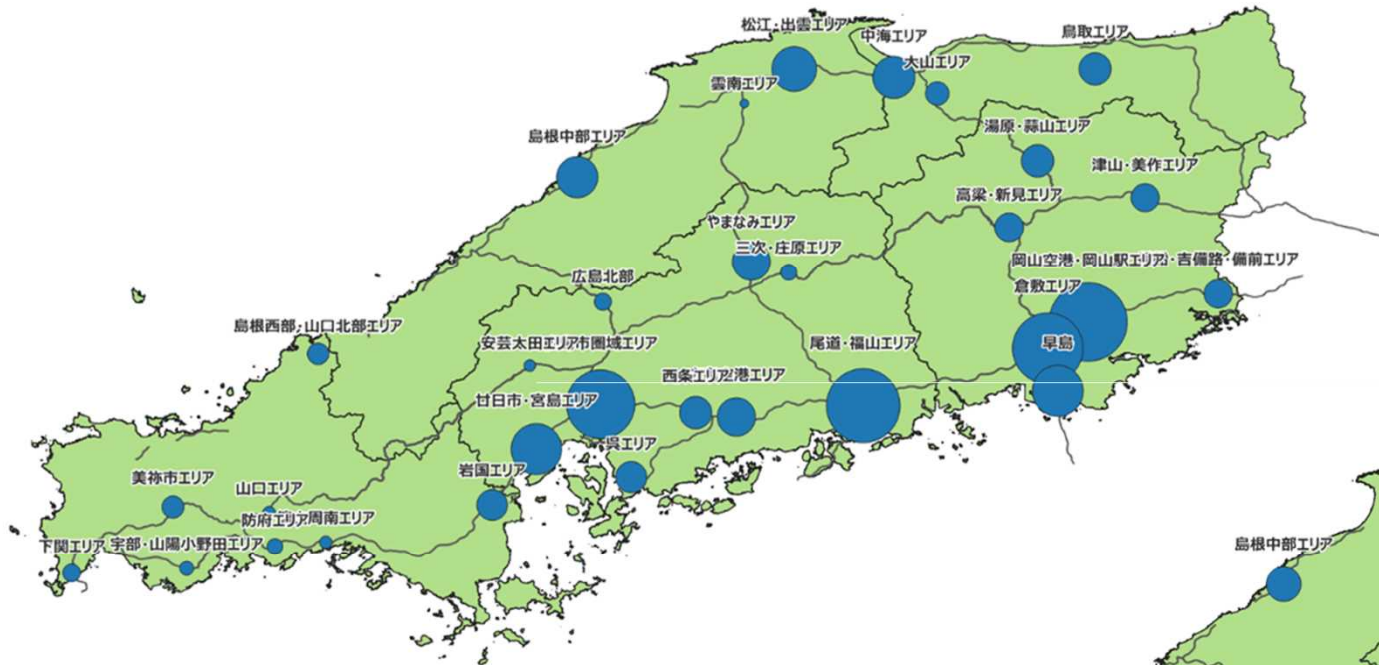 松江・出雲エリア
中海エリア
鳥取エリア
大山エリア
雲南エリア
湯原・蒜山エリア
島根中部エリア
津山・美作エリア
高梁・新見エリア
やまなみエリア
三次・庄原エリア
岡山空港・岡山駅エリア
・吉備路・備前エリア
広島北部
倉敷エリア
島根西部・山口北部エリア
安芸太田エリア
市圏域エリア
尾道・福山エリア
早島
西条エリア
空港エリア
廿日市・宮島エリア
呉エリア
岩国エリア
美祢市エリア
山口エリア
防府エリア
周南エリア
下関エリア
宇部・山陽小野田エリア
島根中部エリア